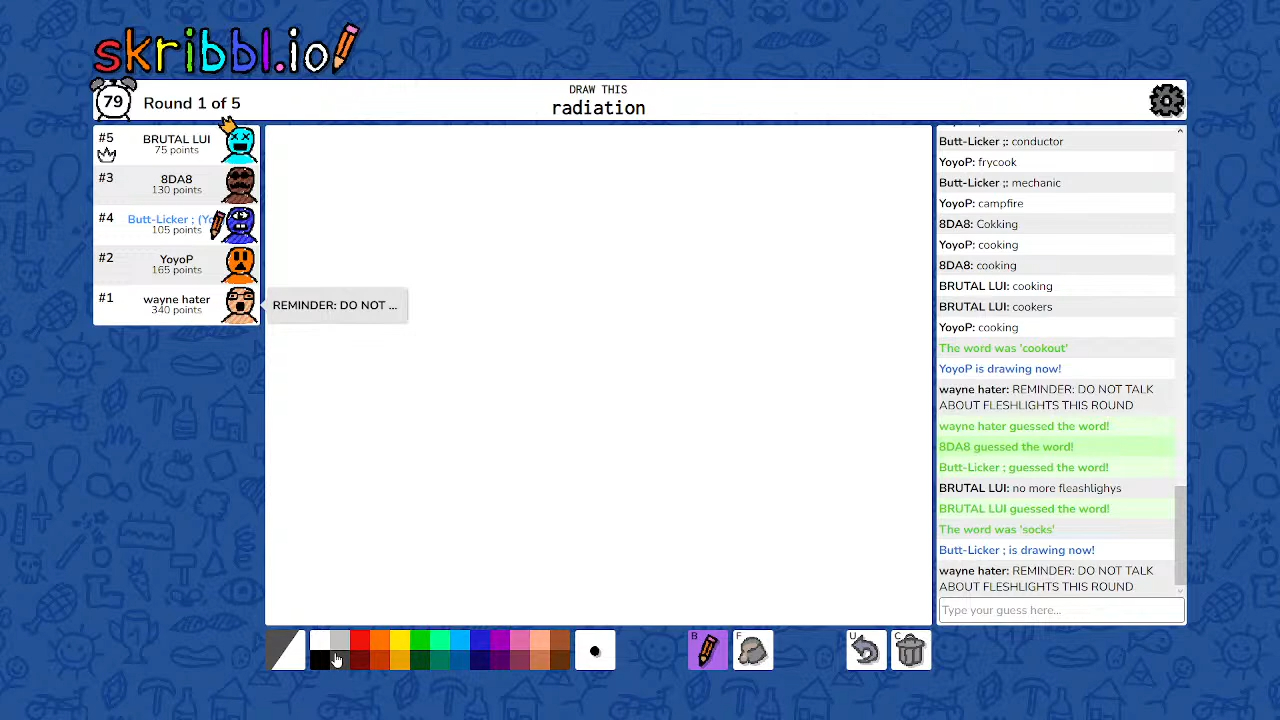 skribbl.io
79
Round 1 of 5
DRAW THIS
radiation
#5
BRUTAL LUI
75 points
#3
8DA8
130 points
#4
Butt-Licker ; (Yo
105 points
#2
YoyoP
165 points
#1
wayne hater
340 points
REMINDER: DO NOT ...
Butt-Licker ;: conductor
YoyoP: frycook
Butt-Licker ;: mechanic
YoyoP: campfire
8DA8: Cokking
YoyoP: cooking
8DA8: cooking
BRUTAL LUI: cooking
BRUTAL LUI: cookers
YoyoP: cooking
The word was 'cookout'
YoyoP is drawing now!
wayne hater: REMINDER: DO NOT TALK
ABOUT FLESHLIGHTS THIS ROUND
wayne hater guessed the word!
8DA8 guessed the word!
Butt-Licker ; guessed the word!
BRUTAL LUI: no more fleashlighys
BRUTAL LUI guessed the word!
The word was 'socks'
Butt-Licker ; is drawing now!
wayne hater: REMINDER: DO NOT TALK
ABOUT FLESHLIGHTS THIS ROUND
Type your guess here...
B
F
U
C